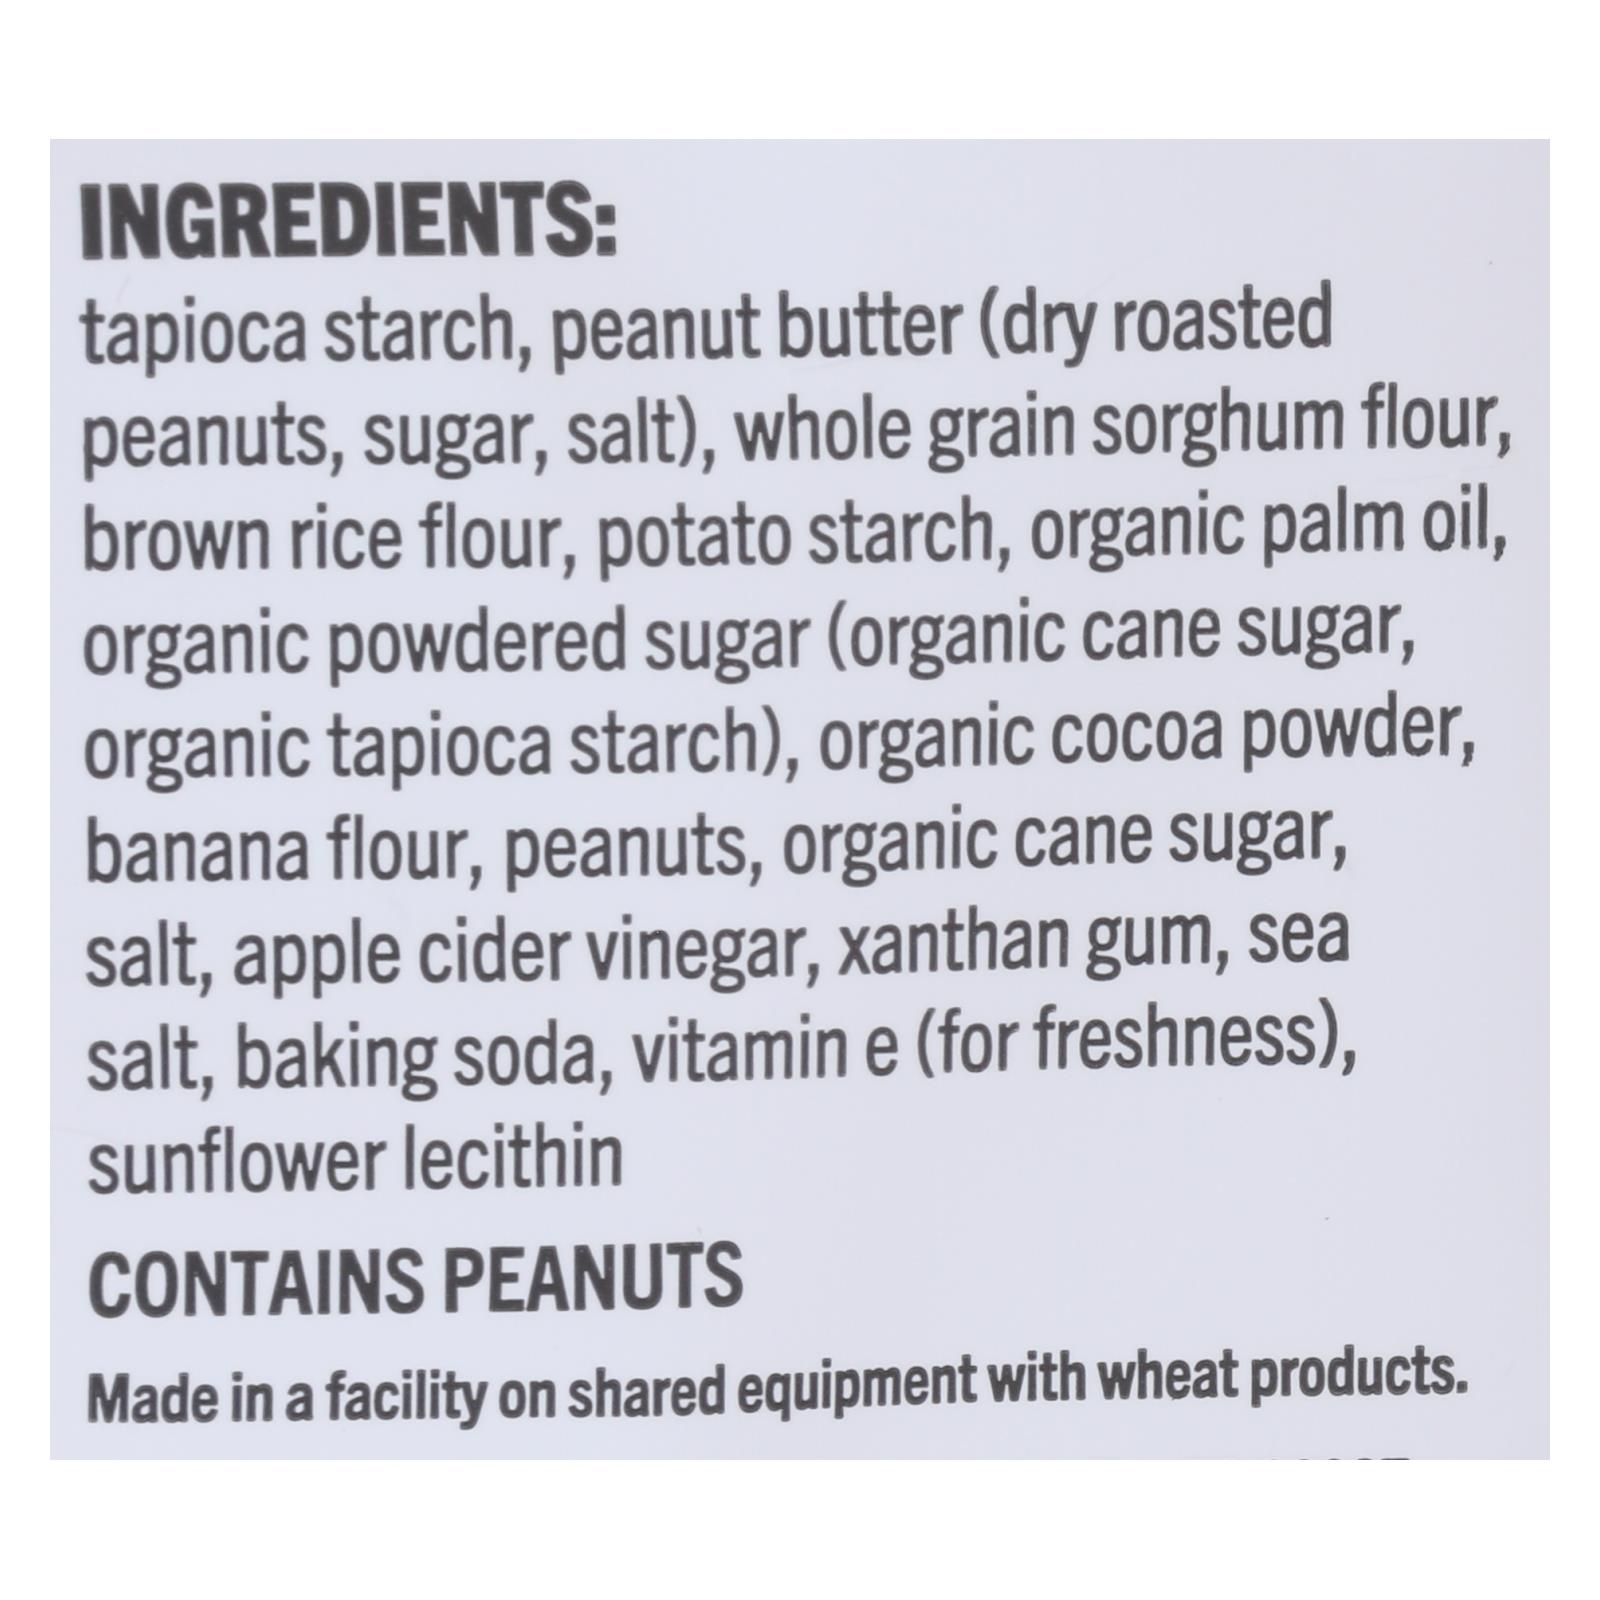 INGREDIENTS:
tapioca starch, peanut butter (dry roasted
peanuts, sugar, salt), whole grain sorghum flour,
brown rice flour, potato starch, organic palm oil,
organic powdered sugar (organic cane sugar,
organic tapioca starch), organic cocoa powder,
banana flour, peanuts, organic cane sugar,
salt, apple cider vinegar, xanthan gum, sea
salt, baking soda, vitamin e (for freshness),
sunflower lecithin
CONTAINS PEANUTS
Made in a facility on shared equipment with wheat products.